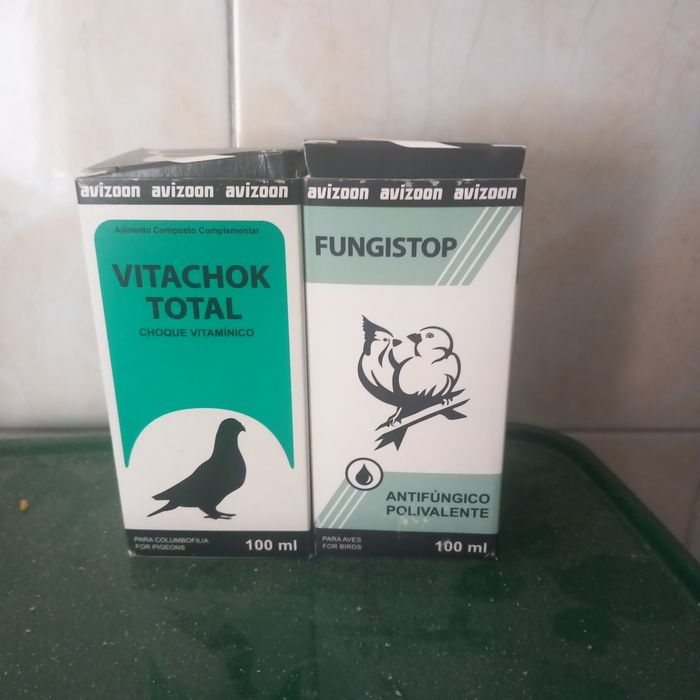 avizoon avizoon avizoon
Alimento Composto Complementar
VITACHOK
TOTAL
CHOQUE VITAMÍNICO
PARA COLUMBOFILIA
FOR PIGEONS
100 ml
avizoon avizoon avizoon
FUNGISTOP
ANTIFÚNGICO
POLIVALENTE
PARA AVES
FOR BIRDS
100 ml